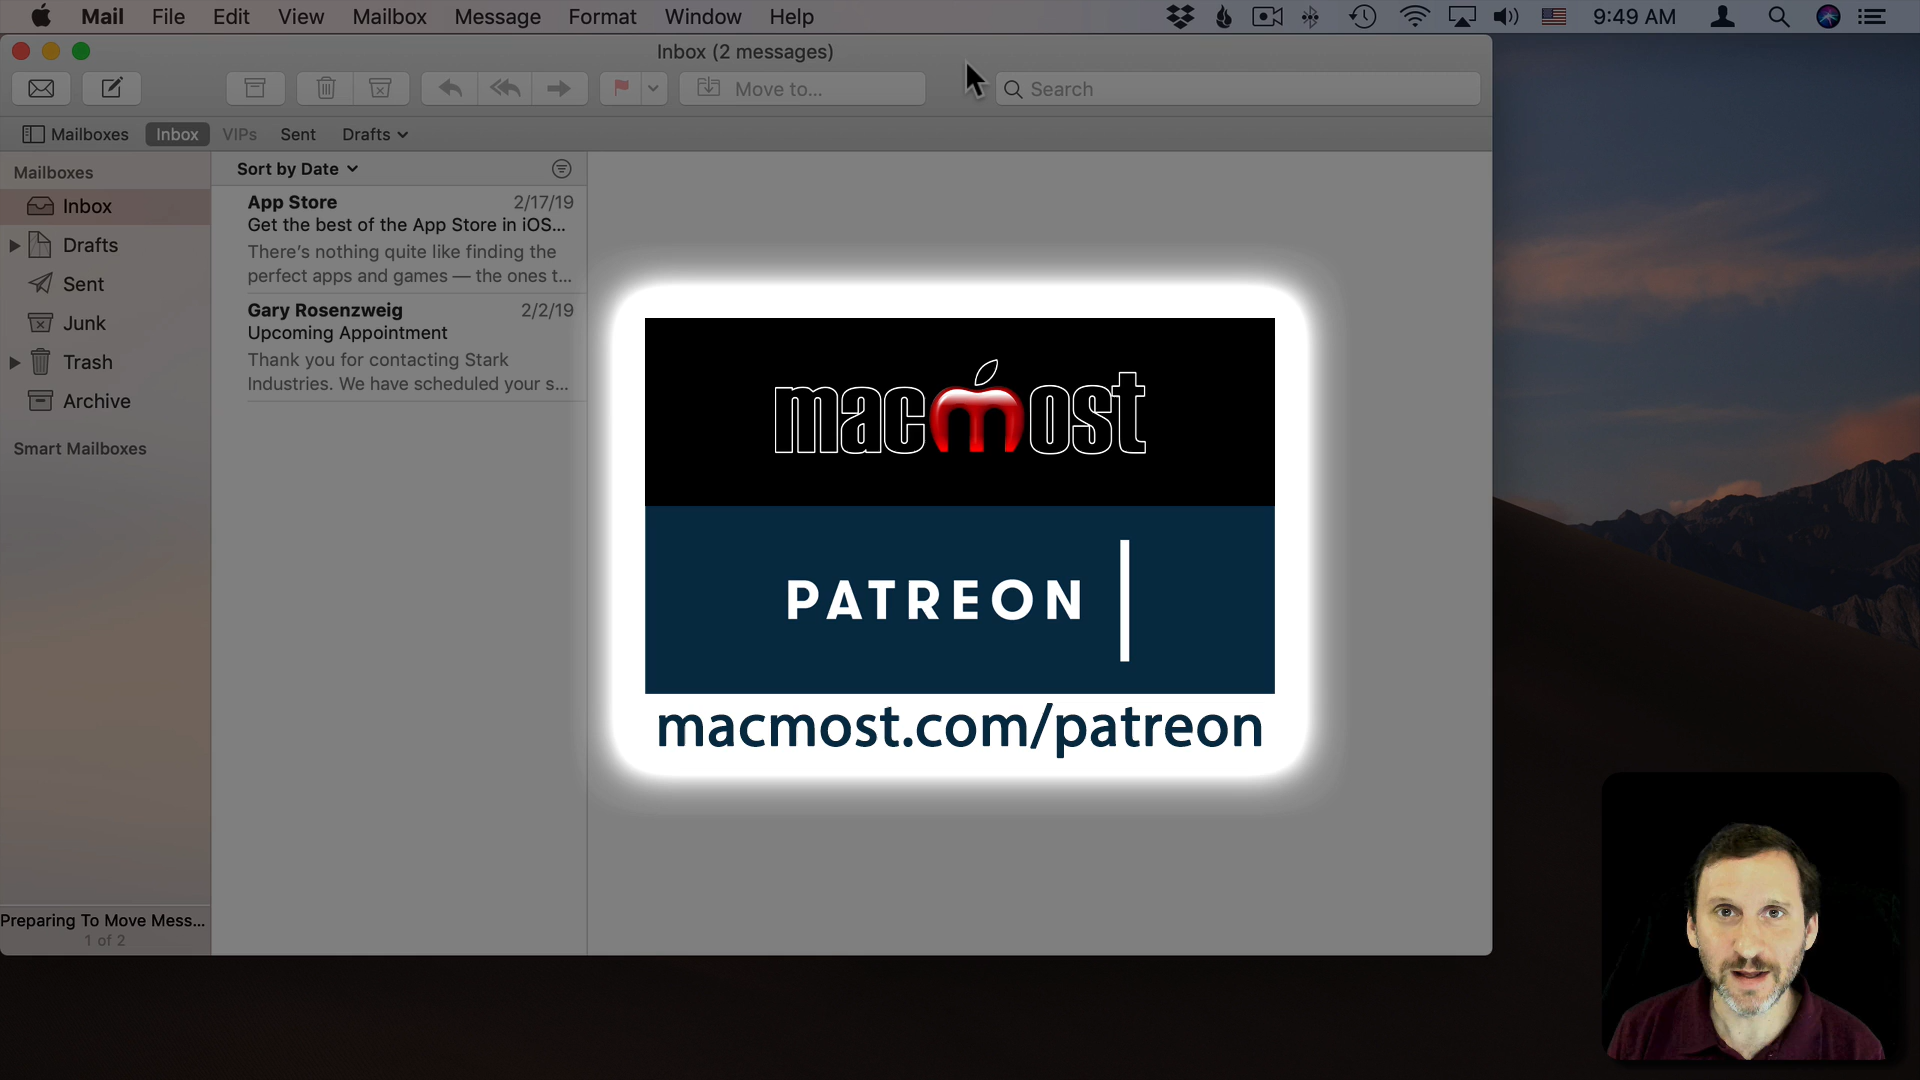 Mail File Edit View Mailbox Message Format Window Help 9:49 AM
Inbox (2 messages)
Move to...
Search
Mailboxes Inbox VIPs Sent Drafts
Mailboxes
Inbox
Drafts
Sent
Junk
Trash
Archive
Smart Mailboxes
Sort by Date
App Store 2/17/19
Get the best of the App Store in iOS...
There's nothing quite like finding the
perfect apps and games — the ones t...
Gary Rosenzweig 2/2/19
Upcoming Appointment
Thank you for contacting Stark
Industries. We have scheduled your s...
macmost
PATREON
macmost.com/patreon
Preparing To Move Mess...
1 of 2